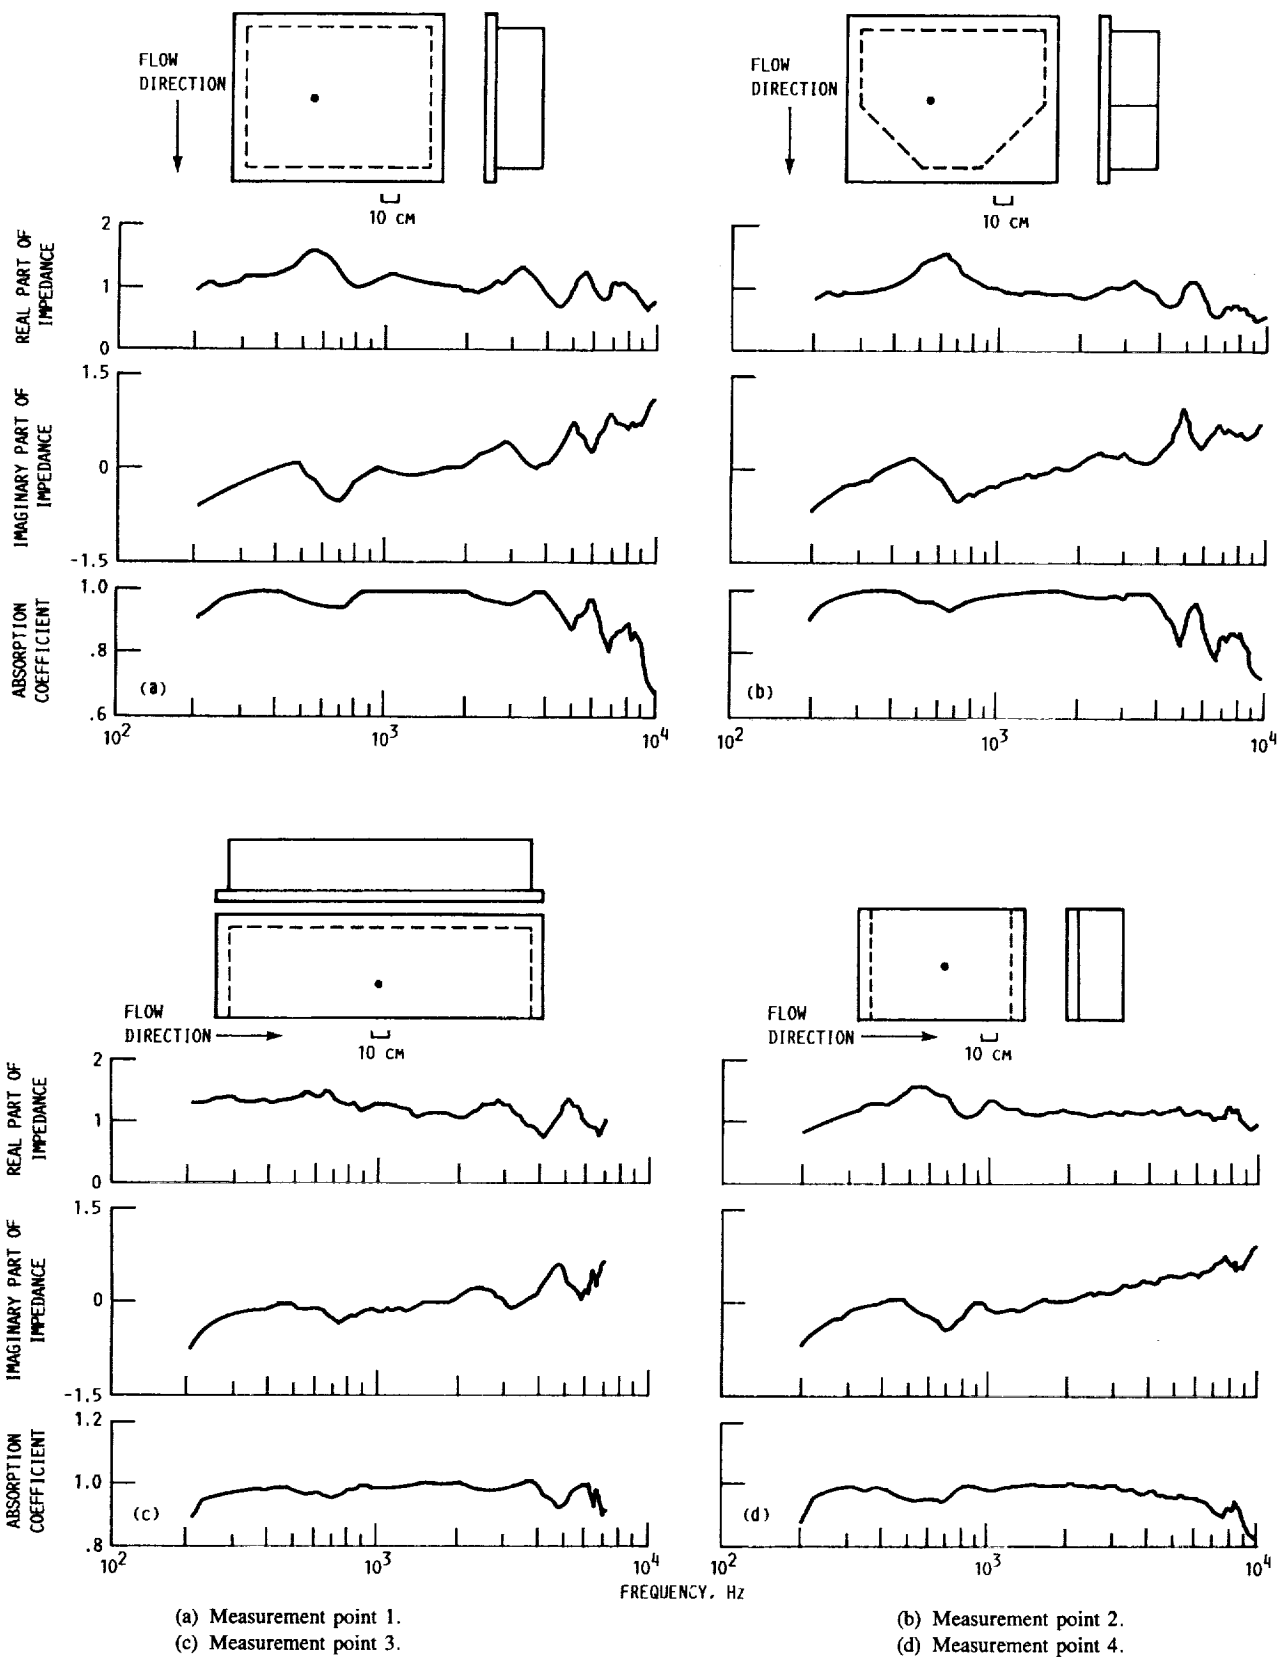 FLOW
DIRECTION
10 CM
FLOW
DIRECTION
10 CM
REAL PART OF
IMPEDANCE
2
1
0
IMAGINARY PART OF
IMPEDANCE
1.5
0
-1.5
ABSORPTION
COEFFICIENT
1.0
.8
.6
(a)
(b)
10² 10³ 10⁴
10² 10³ 10⁴
FLOW
DIRECTION
10 CM
FLOW
DIRECTION
10 CM
REAL PART OF
IMPEDANCE
2
1
0
IMAGINARY PART OF
IMPEDANCE
1.5
0
-1.5
ABSORPTION
COEFFICIENT
1.2
1.0
.8
(c)
(d)
10² 10³ 10⁴
10² 10³ 10⁴
FREQUENCY, Hz
(a) Measurement point 1.
(b) Measurement point 2.
(c) Measurement point 3.
(d) Measurement point 4.